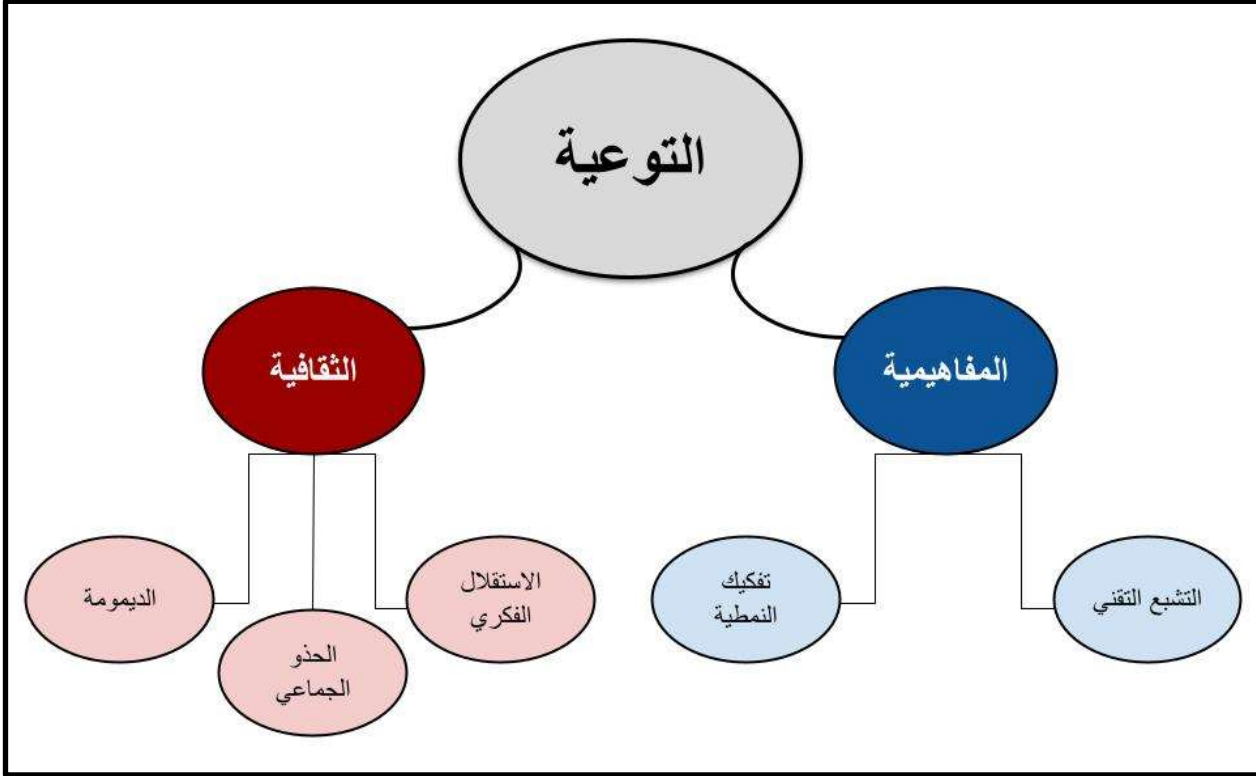 التوعية
المفاهيمية
الثقافية
التشبع التقني
تفكيك
النمطية
الاستقلال
الفكري
الحذو
الجماعي
الديمومة